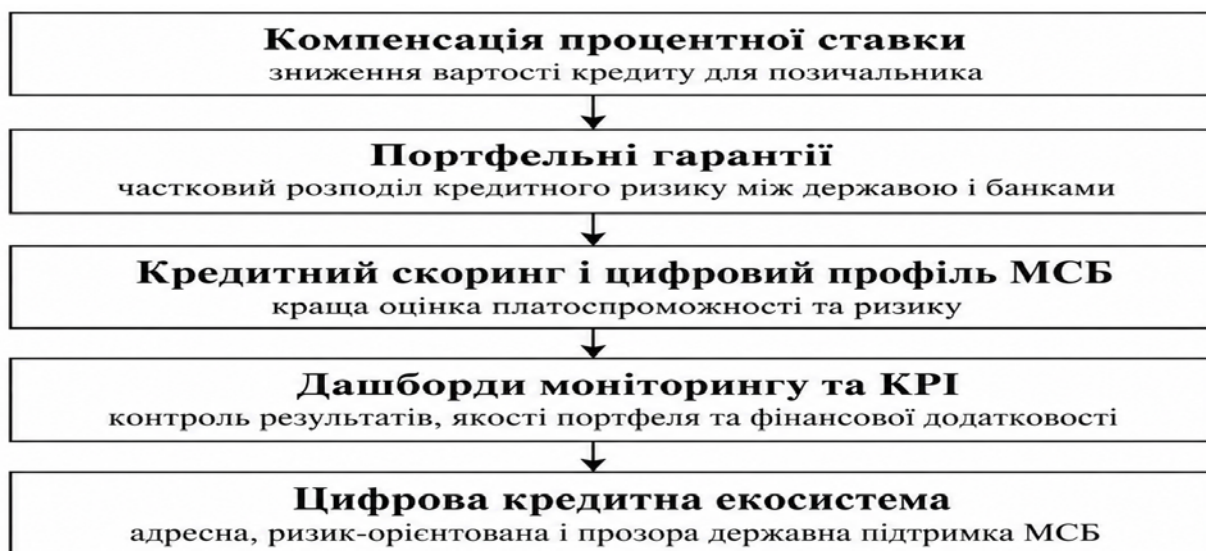 Компенсація процентної ставки
зниження вартості кредиту для позичальника
Портфельні гарантії
частковий розподіл кредитного ризику між державою і банками
Кредитний скоринг і цифровий профіль МСБ
краща оцінка платоспроможності та ризику
Дашборди моніторингу та KPI
контроль результатів, якості портфеля та фінансової додатковості
Цифрова кредитна екосистема
адресна, ризик-орієнтована і прозора державна підтримка МСБ